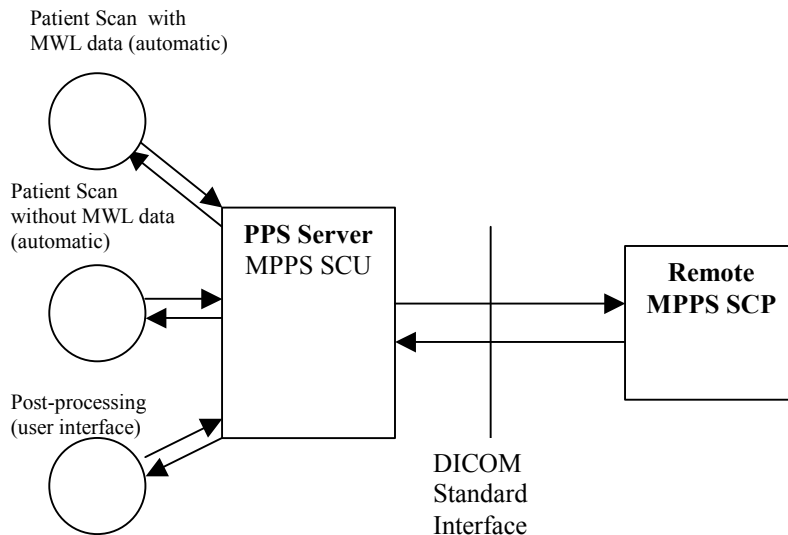 Patient Scan with
MWL data (automatic)
Patient Scan
without MWL data
(automatic)
PPS Server
MPPS SCU
Remote
MPPS SCP
Post-processing
(user interface)
DICOM
Standard
Interface